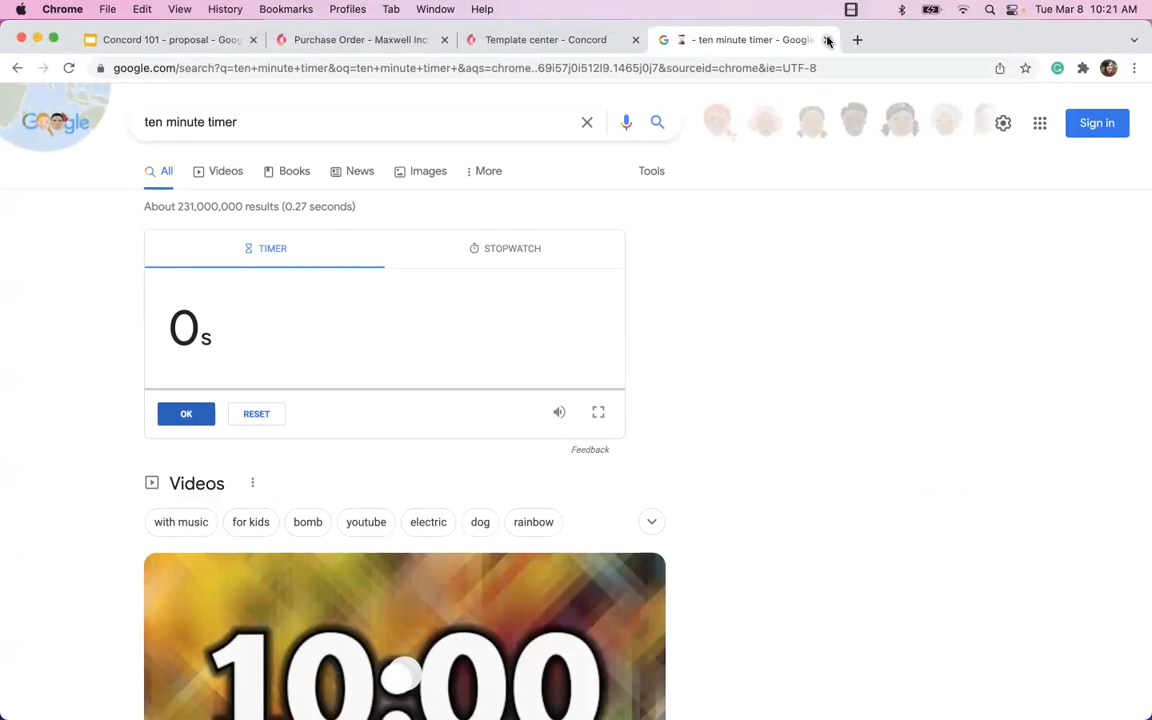 Chrome File Edit View History Bookmarks Profiles Tab Window Help Tue Mar 8 10:21 AM
Concord 101 - proposal - Goog Purchase Order - Maxwell Inc. Template center - Concord - ten minute timer - Google
google.com/search?q=ten+minute+timer&oq=ten+minute+timer+&aqs=chrome..69i57j0i512l9.1465j0j7&sourceid=chrome&ie=UTF-8
Google ten minute timer Sign in
All Videos Books News Images More Tools
About 231,000,000 results (0.27 seconds)
TIMER STOPWATCH
0s
OK RESET
Feedback
Videos
with music for kids bomb youtube electric dog rainbow
10:00